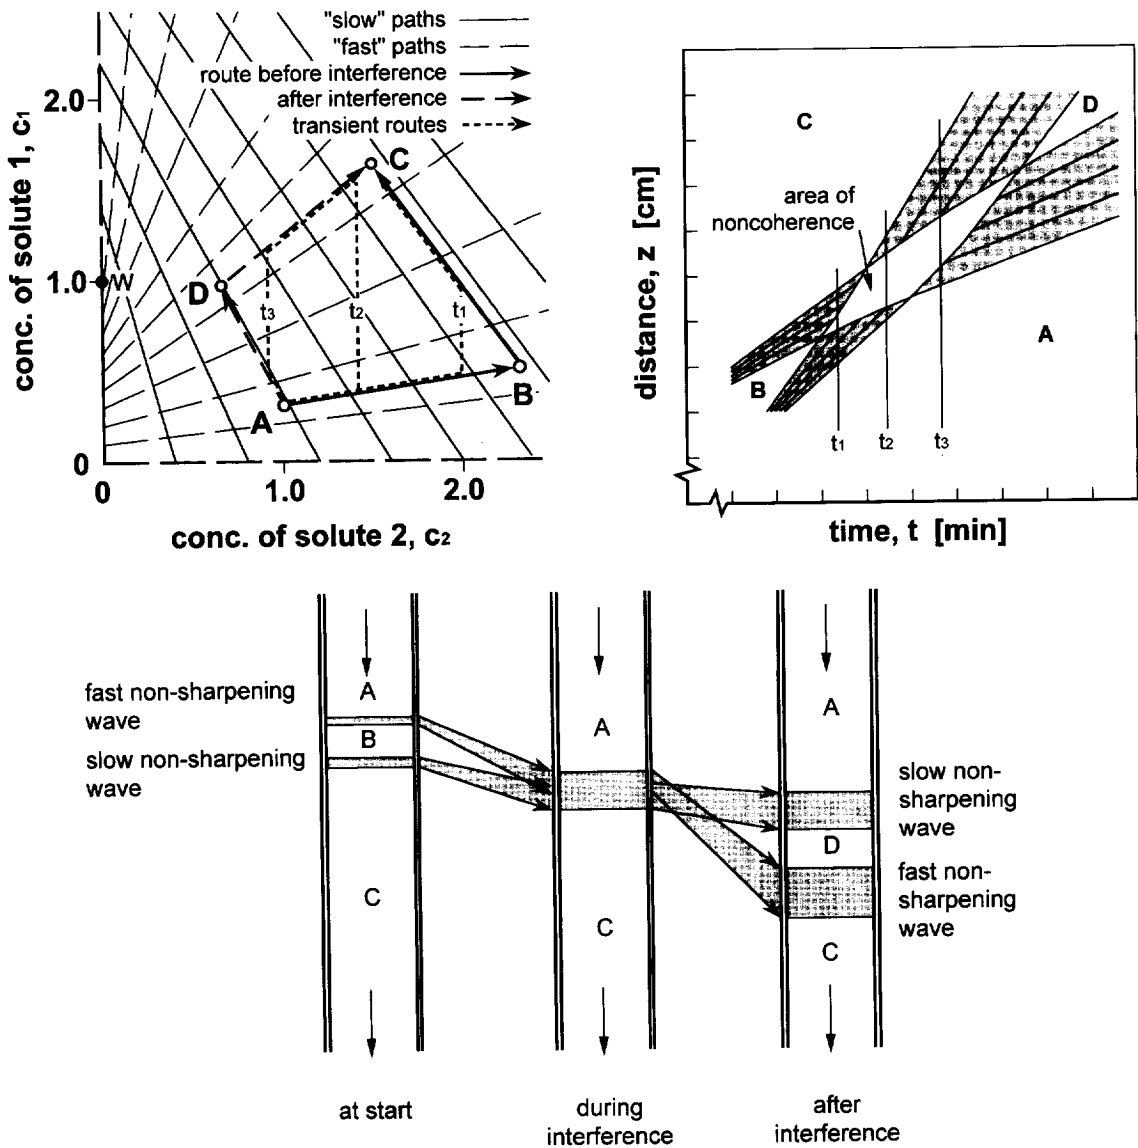 "slow" paths
"fast" paths
route before interference
after interference
transient routes
2.0
1.0
0
conc. of solute 1, c1
W
C
D
t3
t2
t1
A
B
0
1.0
2.0
conc. of solute 2, c2
C
D
area of
noncoherence
B
A
t1
t2
t3
distance, z [cm]
time, t [min]
fast non-sharpening
wave
slow non-sharpening
wave
A
B
C
A
C
A
D
C
slow non-
sharpening
wave
fast non-
sharpening
wave
at start
during
interference
after
interference